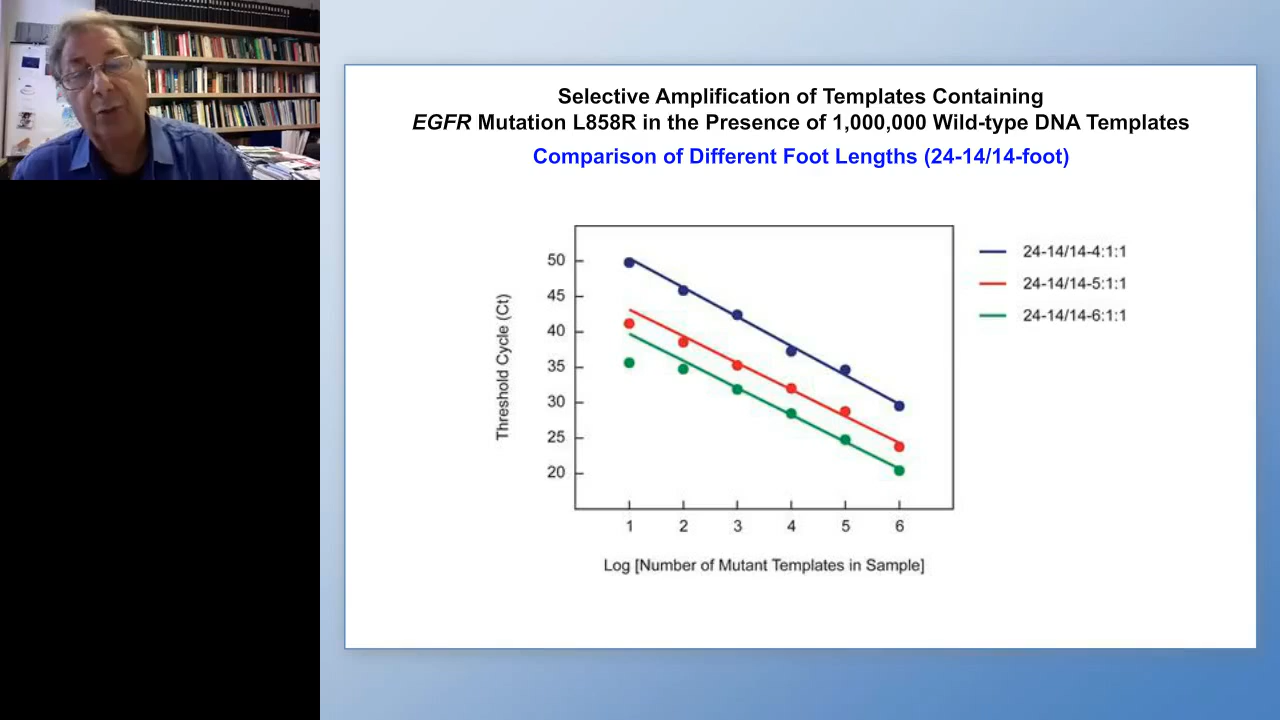 Selective Amplification of Templates Containing
EGFR Mutation L858R in the Presence of 1,000,000 Wild-type DNA Templates
Comparison of Different Foot Lengths (24-14/14-foot)
24-14/14-4:1:1
24-14/14-5:1:1
24-14/14-6:1:1
Threshold Cycle (Ct)
50
45
40
35
30
25
20
1 2 3 4 5 6
Log [Number of Mutant Templates in Sample]